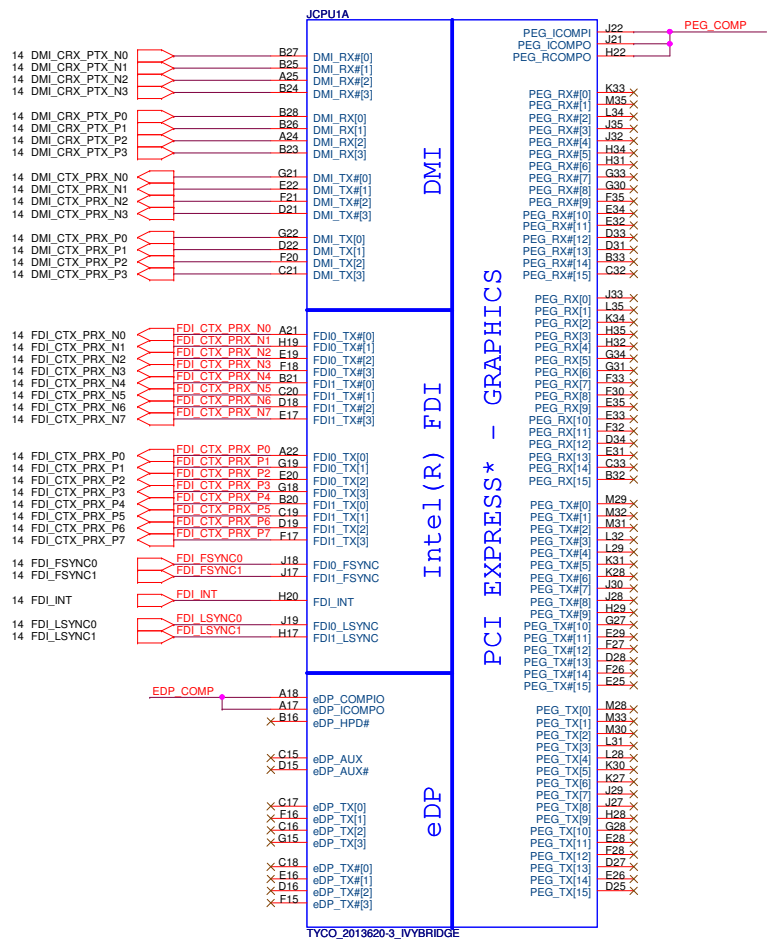 JCPU1A
14 DMI_CRX_PTX_N0 B27 DMI_RX#[0]
14 DMI_CRX_PTX_N1 B25 DMI_RX#[1]
14 DMI_CRX_PTX_N2 A25 DMI_RX#[2]
14 DMI_CRX_PTX_N3 B24 DMI_RX#[3]
14 DMI_CRX_PTX_P0 B28 DMI_RX[0]
14 DMI_CRX_PTX_P1 B26 DMI_RX[1]
14 DMI_CRX_PTX_P2 A24 DMI_RX[2]
14 DMI_CRX_PTX_P3 B23 DMI_RX[3]
14 DMI_CTX_PRX_N0 G21 DMI_TX#[0]
14 DMI_CTX_PRX_N1 E22 DMI_TX#[1]
14 DMI_CTX_PRX_N2 F21 DMI_TX#[2]
14 DMI_CTX_PRX_N3 D21 DMI_TX#[3]
14 DMI_CTX_PRX_P0 G22 DMI_TX[0]
14 DMI_CTX_PRX_P1 D22 DMI_TX[1]
14 DMI_CTX_PRX_P2 F20 DMI_TX[2]
14 DMI_CTX_PRX_P3 C21 DMI_TX[3]
DMI
14 FDI_CTX_PRX_N0 FDI_CTX_PRX_N0 A21 FDI0_TX#[0]
14 FDI_CTX_PRX_N1 FDI_CTX_PRX_N1 H19 FDI0_TX#[1]
14 FDI_CTX_PRX_N2 FDI_CTX_PRX_N2 E19 FDI0_TX#[2]
14 FDI_CTX_PRX_N3 FDI_CTX_PRX_N3 F18 FDI0_TX#[3]
14 FDI_CTX_PRX_N4 FDI_CTX_PRX_N4 B21 FDI1_TX#[0]
14 FDI_CTX_PRX_N5 FDI_CTX_PRX_N5 C20 FDI1_TX#[1]
14 FDI_CTX_PRX_N6 FDI_CTX_PRX_N6 D18 FDI1_TX#[2]
14 FDI_CTX_PRX_N7 FDI_CTX_PRX_N7 E17 FDI1_TX#[3]
14 FDI_CTX_PRX_P0 FDI_CTX_PRX_P0 A22 FDI0_TX[0]
14 FDI_CTX_PRX_P1 FDI_CTX_PRX_P1 G19 FDI0_TX[1]
14 FDI_CTX_PRX_P2 FDI_CTX_PRX_P2 E20 FDI0_TX[2]
14 FDI_CTX_PRX_P3 FDI_CTX_PRX_P3 G18 FDI0_TX[3]
14 FDI_CTX_PRX_P4 FDI_CTX_PRX_P4 B20 FDI1_TX[0]
14 FDI_CTX_PRX_P5 FDI_CTX_PRX_P5 C19 FDI1_TX[1]
14 FDI_CTX_PRX_P6 FDI_CTX_PRX_P6 D19 FDI1_TX[2]
14 FDI_CTX_PRX_P7 FDI_CTX_PRX_P7 F17 FDI1_TX[3]
14 FDI_FSYNC0 FDI_FSYNC0 J18 FDI0_FSYNC
14 FDI_FSYNC1 FDI_FSYNC1 J17 FDI1_FSYNC
14 FDI_INT FDI_INT H20 FDI_INT
14 FDI_LSYNC0 FDI_LSYNC0 J19 FDI0_LSYNC
14 FDI_LSYNC1 FDI_LSYNC1 H17 FDI1_LSYNC
Intel(R) FDI
EDP_COMP A18 eDP_COMPIO
A17 eDP_ICOMPO
B16 eDP_HPD#
C15 eDP_AUX
D15 eDP_AUX#
C17 eDP_TX[0]
F16 eDP_TX[1]
C16 eDP_TX[2]
G15 eDP_TX[3]
C18 eDP_TX#[0]
E16 eDP_TX#[1]
D16 eDP_TX#[2]
F15 eDP_TX#[3]
eDP
PCI EXPRESS* - GRAPHICS
PEG_ICOMPI J22 PEG_COMP
PEG_ICOMPO J21
PEG_RCOMPO H22
PEG_RX#[0] K33
PEG_RX#[1] M35
PEG_RX#[2] L34
PEG_RX#[3] J35
PEG_RX#[4] J32
PEG_RX#[5] H34
PEG_RX#[6] H31
PEG_RX#[7] G33
PEG_RX#[8] G30
PEG_RX#[9] F35
PEG_RX#[10] E34
PEG_RX#[11] E32
PEG_RX#[12] D33
PEG_RX#[13] D31
PEG_RX#[14] B33
PEG_RX#[15] C32
PEG_RX[0] J33
PEG_RX[1] L35
PEG_RX[2] K34
PEG_RX[3] H35
PEG_RX[4] H32
PEG_RX[5] G34
PEG_RX[6] G31
PEG_RX[7] F33
PEG_RX[8] F30
PEG_RX[9] E35
PEG_RX[10] E33
PEG_RX[11] F32
PEG_RX[12] D34
PEG_RX[13] E31
PEG_RX[14] C33
PEG_RX[15] B32
PEG_TX#[0] M29
PEG_TX#[1] M32
PEG_TX#[2] M31
PEG_TX#[3] L32
PEG_TX#[4] L29
PEG_TX#[5] K31
PEG_TX#[6] K28
PEG_TX#[7] J30
PEG_TX#[8] J28
PEG_TX#[9] H29
PEG_TX#[10] G27
PEG_TX#[11] E29
PEG_TX#[12] F27
PEG_TX#[13] D28
PEG_TX#[14] F26
PEG_TX#[15] E25
PEG_TX[0] M28
PEG_TX[1] M33
PEG_TX[2] M30
PEG_TX[3] L31
PEG_TX[4] L28
PEG_TX[5] K30
PEG_TX[6] K27
PEG_TX[7] J29
PEG_TX[8] J27
PEG_TX[9] H28
PEG_TX[10] G28
PEG_TX[11] E28
PEG_TX[12] F28
PEG_TX[13] D27
PEG_TX[14] E26
PEG_TX[15] D25
TYCO_2013620-3_IVYBRIDGE